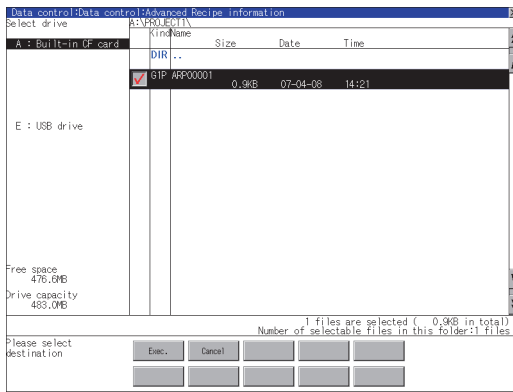 Data control:Data control:Advanced Recipe information
Select drive
A:\PROJECT1\
Kind Name
Size Date Time
A : Built-in CF card
DIR ..
G1P ARP00001
0.9KB 07-04-08 14:21
E : USB drive
Free space
476.6MB
Drive capacity
483.0MB
1 files are selected ( 0.9KB in total)
Number of selectable files in this folder:1 files
Please select
destination
Exec. Cancel